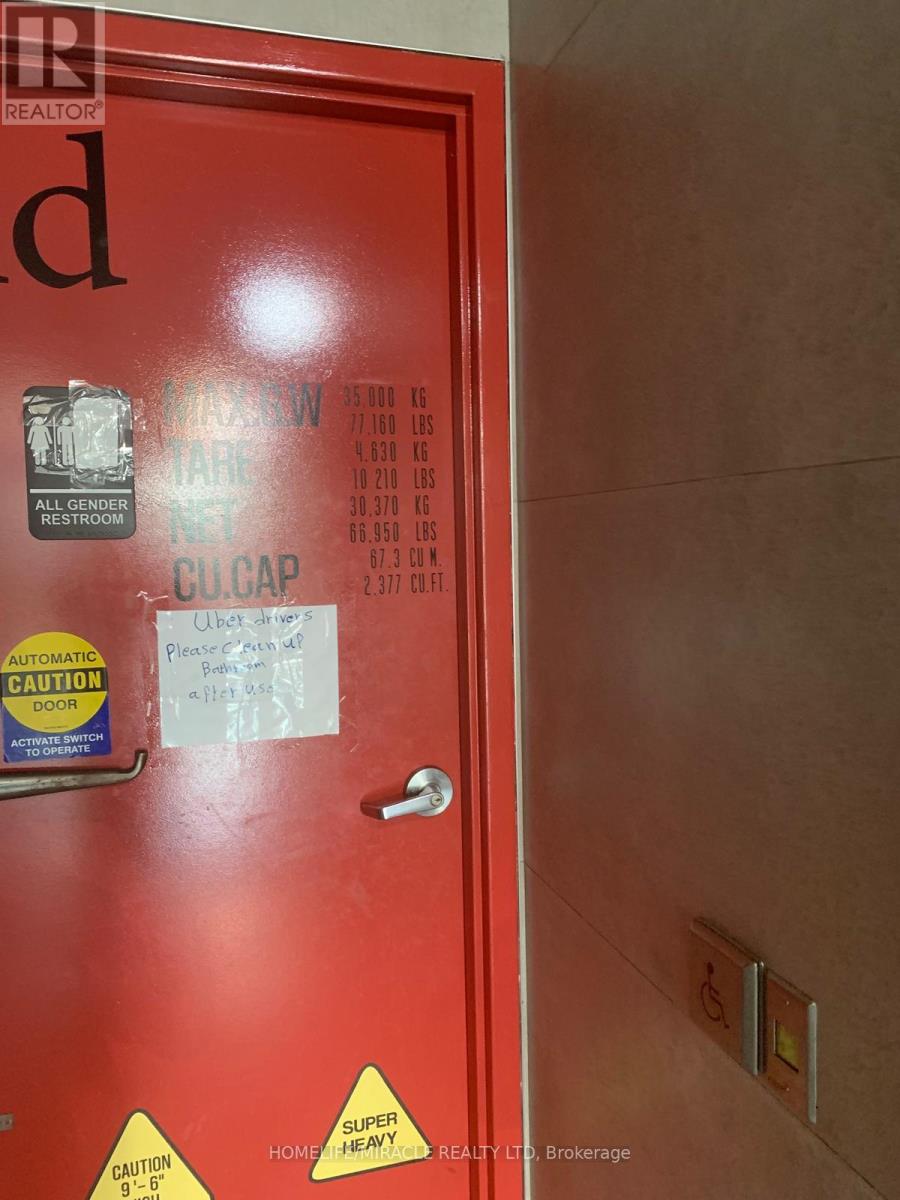 R
REALTOR®
d
MAX.G.W 35,000 KG
77,160 LBS
TARE 4.630 KG
10 210 LBS
NET 30,370 KG
66,950 LBS
CU.CAP 67.3 CU M.
2,377 CU.FT.
ALL GENDER
RESTROOM
Uber drivers
Please clean up
Bathroom
after use
AUTOMATIC
CAUTION
DOOR
ACTIVATE SWITCH
TO OPERATE
SUPER
HEAVY
CAUTION
9'-6"
HOMELIFE/MIRACLE REALTY LTD, Brokerage